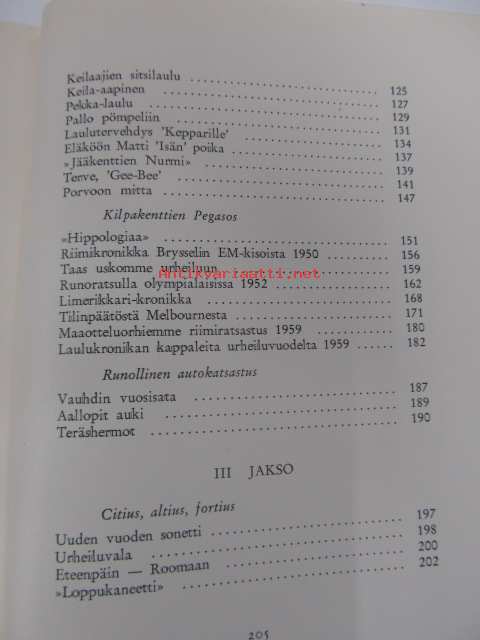 Keilaajien sitsilaulu
Keila-aapinen 125
Pekka-laulu 127
Pallo pömpeliin 129
Laulutervehdys 'Kepparille' 131
Eläköön Matti 'Isän' poika 134
»Jääkenttien Nurmi» 137
Terve, 'Gee-Bee' 139
Porvoon mitta 141
147
Kilpakenttien Pegasos
»Hippologiaa» 151
Riimikronikka Brysselin EM-kisoista 1950 156
Taas uskomme urheiluun 159
Antikvariaatti.net
Runoratsulla olympialaisissa 1952 162
Limerikkari-kronikka 168
Tilinpäätöstä Melbournesta 171
Maaotteluorhiemme riimiratsastus 1959 180
Laulukronikan kappaleita urheiluvuodelta 1959 182
Runollinen autokatsastus
Vauhdin vuosisata 187
Aallopit auki 189
Teräshermot 190
III JAKSO
Citius, altius, fortius
Uuden vuoden sonetti 197
Urheiluvala 198
Eteenpäin — Roomaan 200
»Loppukaneetti» 202
205